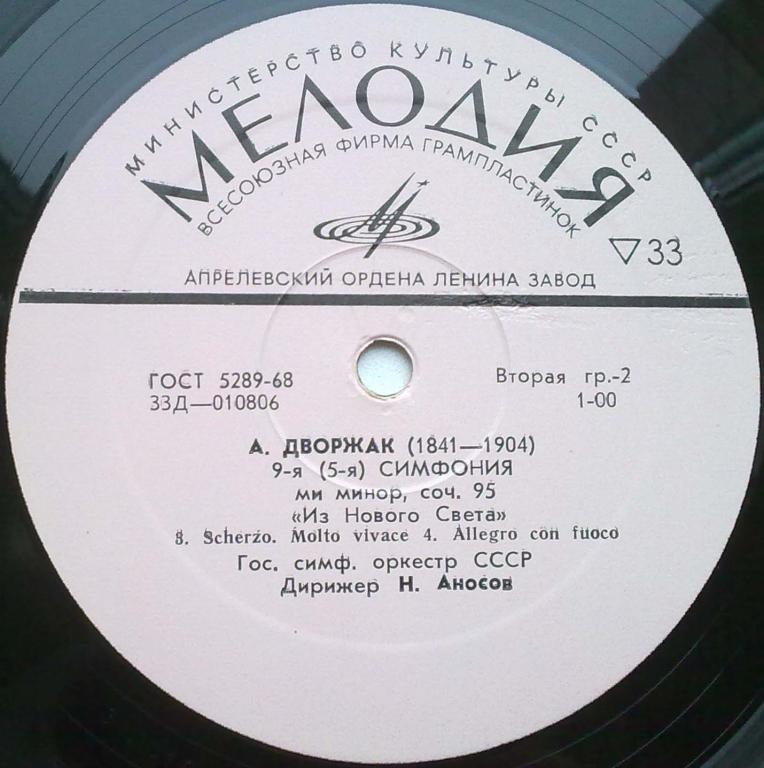 МИНИСТЕРСТВО КУЛЬТУРЫ СССР
МЕЛОДИЯ
ВСЕСОЮЗНАЯ ФИРМА ГРАМПЛАСТИНОК
▽33
АПРЕЛЕВСКИЙ ОРДЕНА ЛЕНИНА ЗАВОД
ГОСТ 5289-68 Вторая гр.-2
33Д—010806 1-00
А. ДВОРЖАК (1841—1904)
9-я (5-я) СИМФОНИЯ
ми минор, соч. 95
«Из Нового Света»
3. Scherzo. Molto vivace 4. Allegro con fuoco
Гос. симф. оркестр СССР
Дирижер Н. Аносов